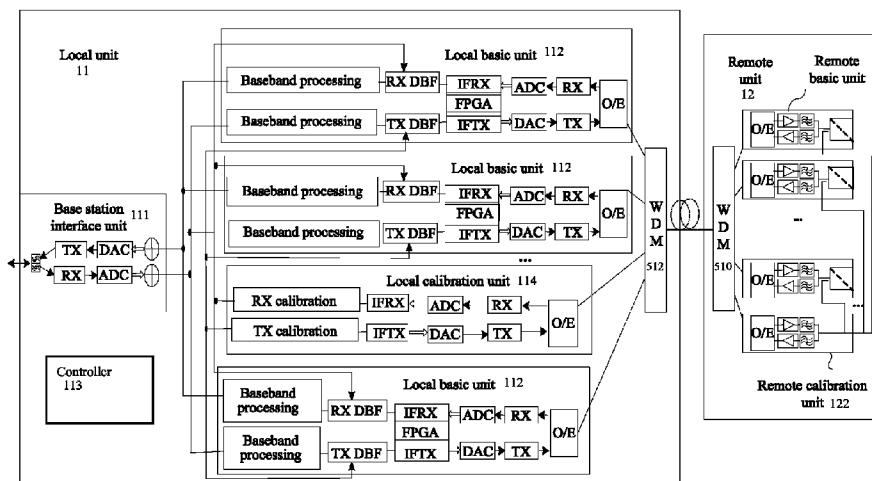 Local unit
11
Local basic unit 112
Baseband processing
RX DBF
IFRX
ADC
RX
FPGA
O/E
Baseband processing
TX DBF
IFTX
DAC
TX
Local basic unit 112
Baseband processing
RX DBF
IFRX
ADC
RX
FPGA
O/E
Baseband processing
TX DBF
IFTX
DAC
TX
...
Base station 111
interface unit
TX
DAC
RX
ADC
Local calibration unit 114
RX calibration
IFRX
ADC
RX
O/E
TX calibration
IFTX
DAC
TX
Controller
113
Local basic unit 112
Baseband
processing
RX DBF
IFRX
ADC
RX
FPGA
O/E
Baseband
processing
TX DBF
IFTX
DAC
TX
WDM
512
WDM
510
Remote
unit
12
Remote
basic unit
O/E
O/E
...
O/E
...
O/E
Remote calibration
unit 122